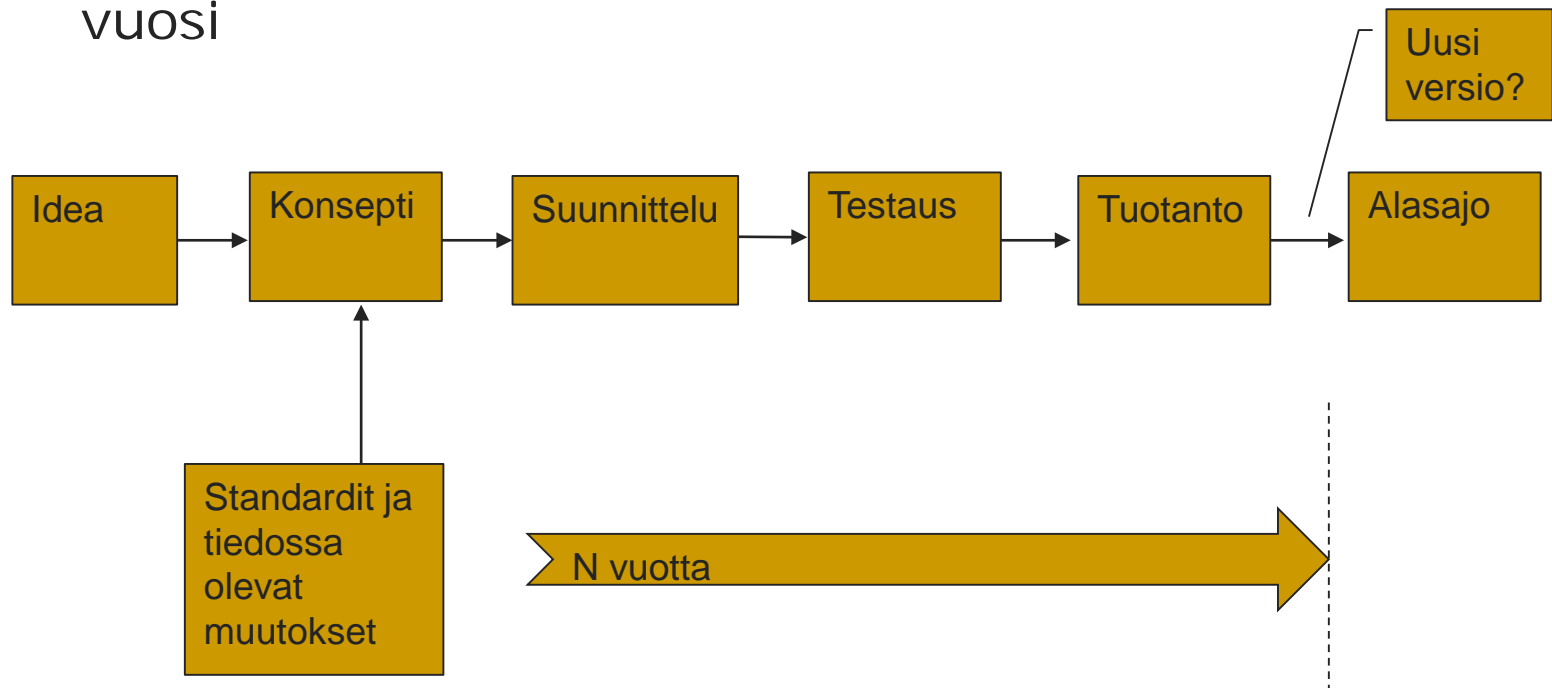 vuosi
Uusi
versio?
Idea
Konsepti
Suunnittelu
Testaus
Tuotanto
Alasajo
Standardit ja
tiedossa
olevat
muutokset
N vuotta